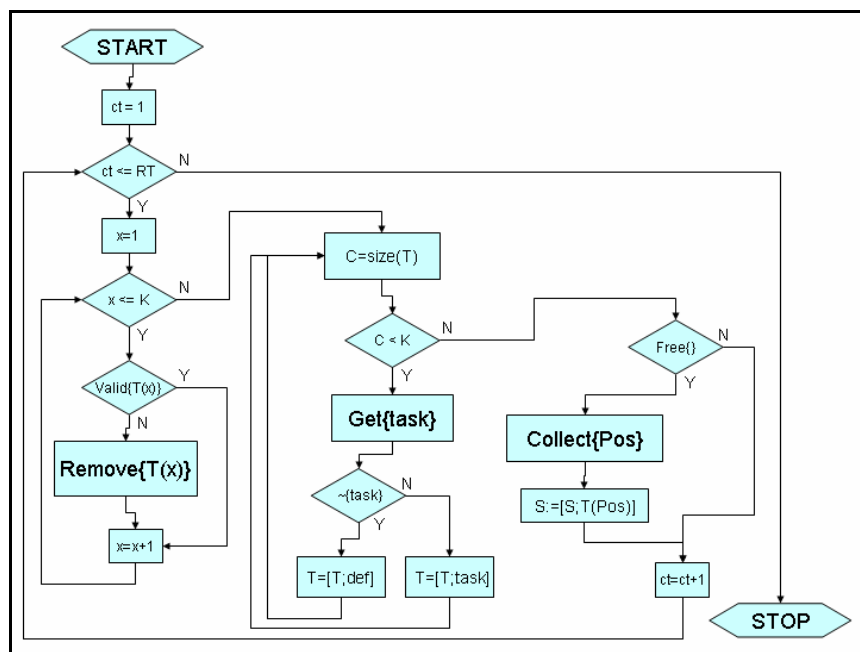 START
ct = 1
ct <= RT
N
Y
x=1
x <= K
N
Y
Valid{T(x)}
Y
N
Remove{T(x)}
x=x+1
C=size(T)
C < K
N
Y
Get{task}
~{task}
N
Y
T=[T;def]
T=[T;task]
Free{}
N
Y
Collect{Pos}
S:=[S;T(Pos)]
ct=ct+1
STOP